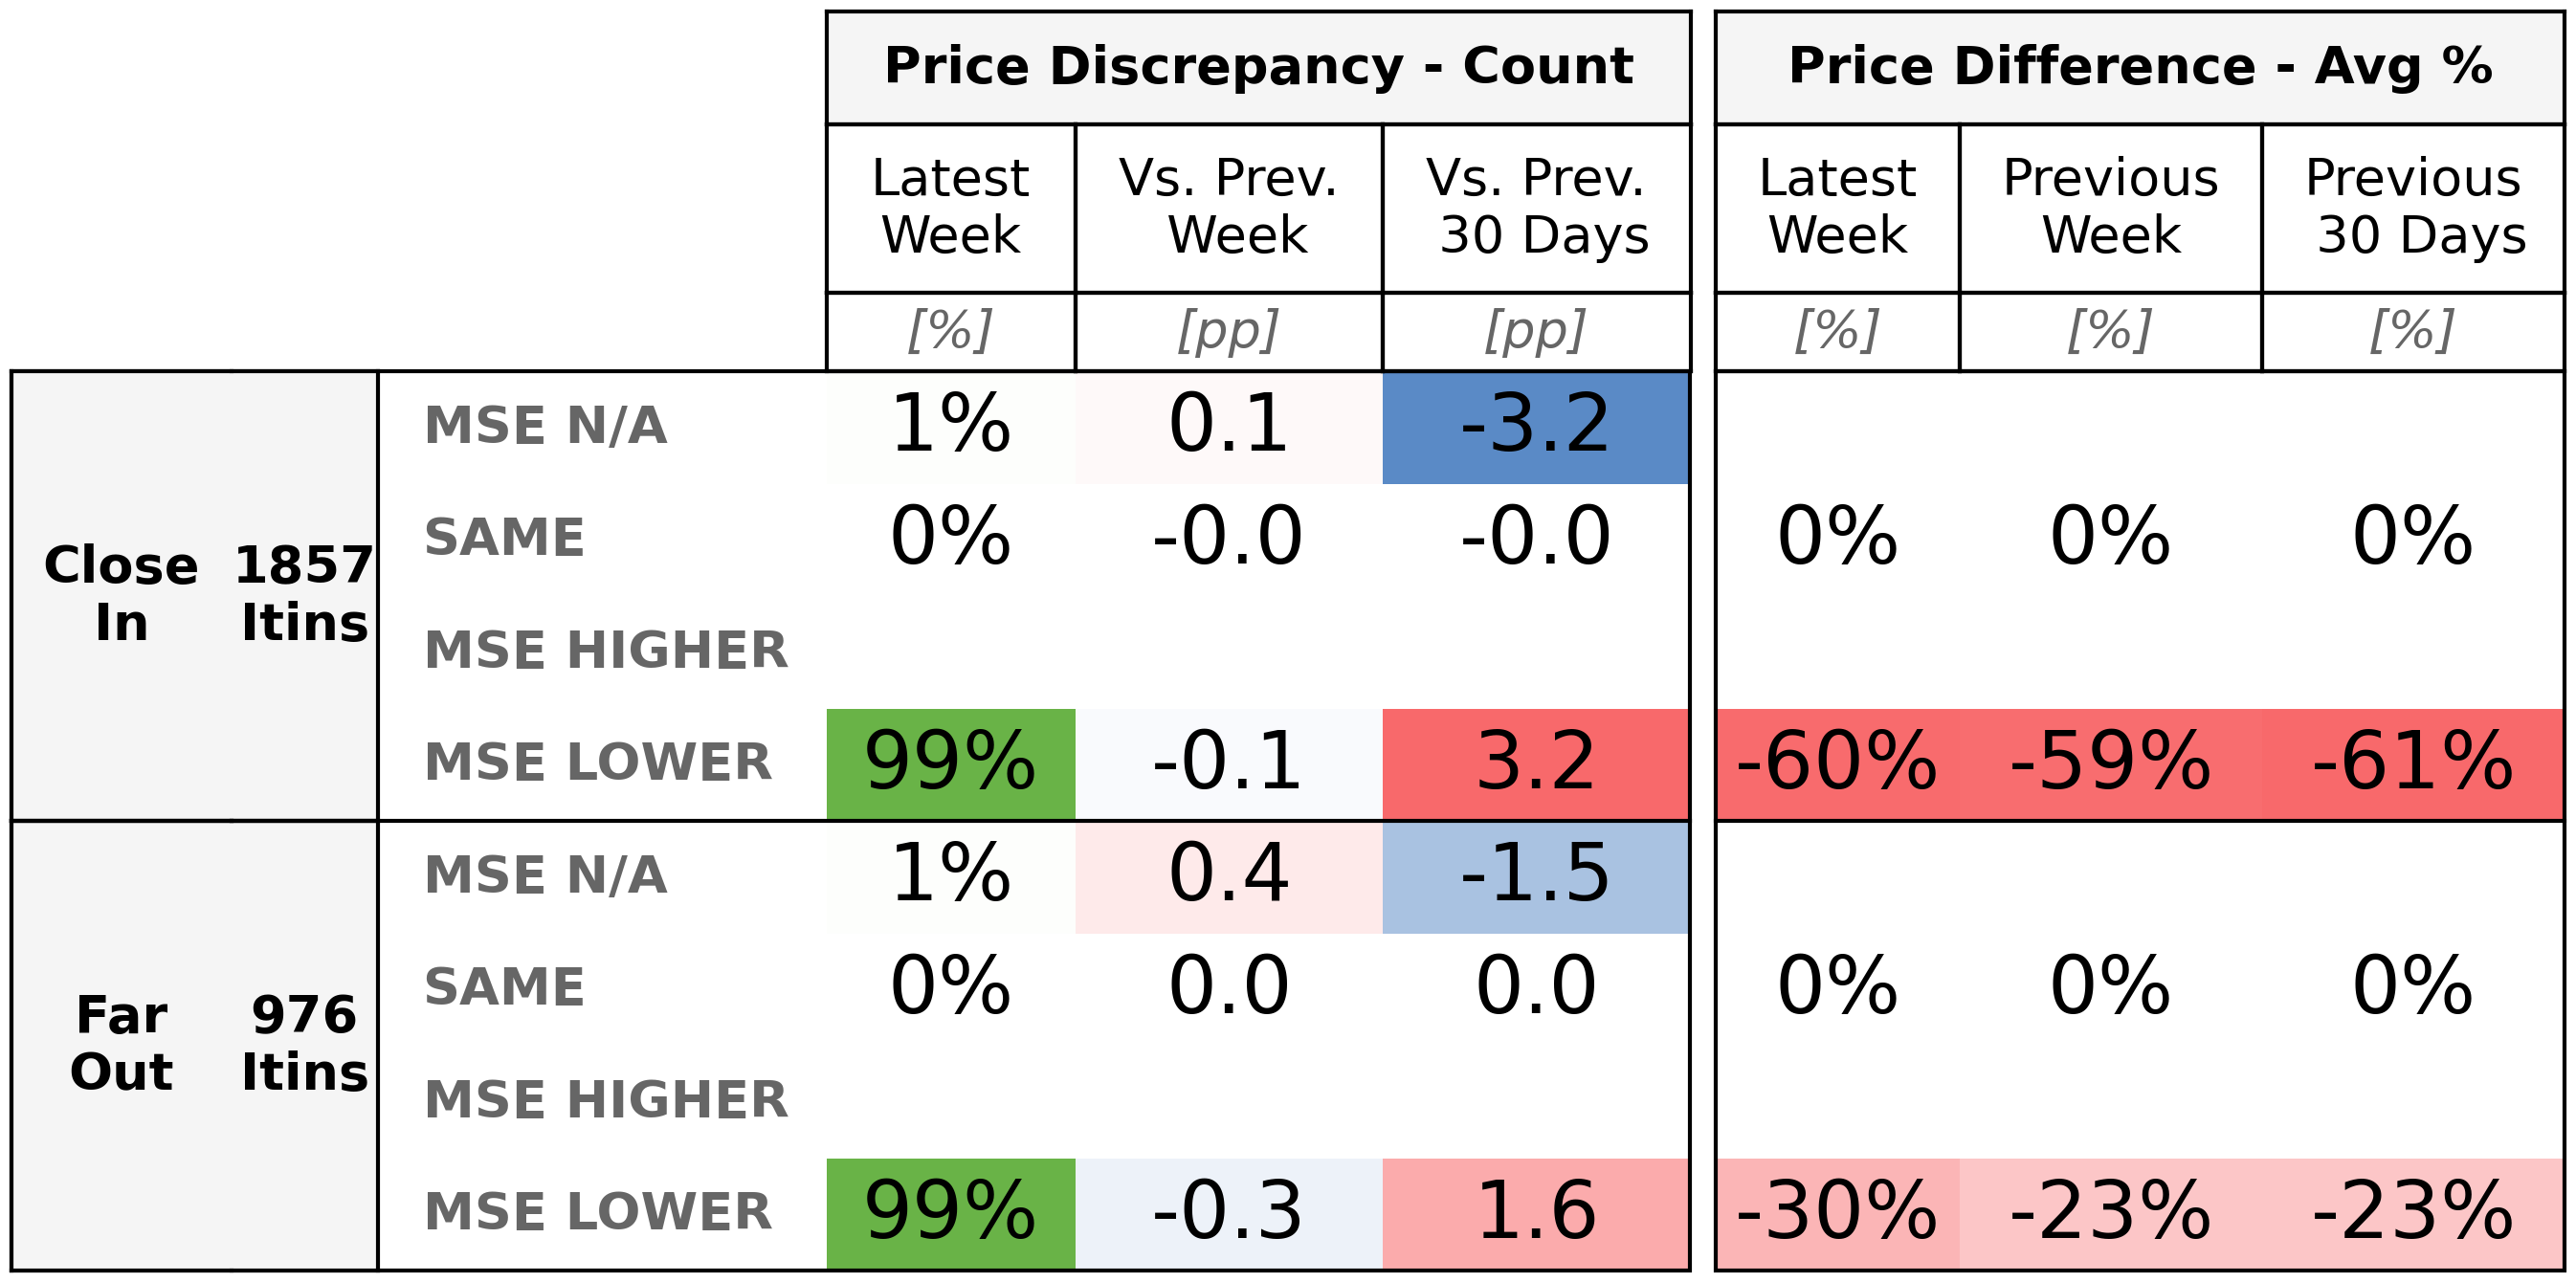 Price Discrepancy - Count Price Difference - Avg %
Latest Week Vs. Prev. Week Vs. Prev. 30 Days Latest Week Previous Week Previous 30 Days
[%] [pp] [pp] [%] [%] [%]
Close In 1857 Itins
MSE N/A 1% 0.1 -3.2
SAME 0% -0.0 -0.0 0% 0% 0%
MSE HIGHER
MSE LOWER 99% -0.1 3.2 -60% -59% -61%
Far Out 976 Itins
MSE N/A 1% 0.4 -1.5
SAME 0% 0.0 0.0 0% 0% 0%
MSE HIGHER
MSE LOWER 99% -0.3 1.6 -30% -23% -23%